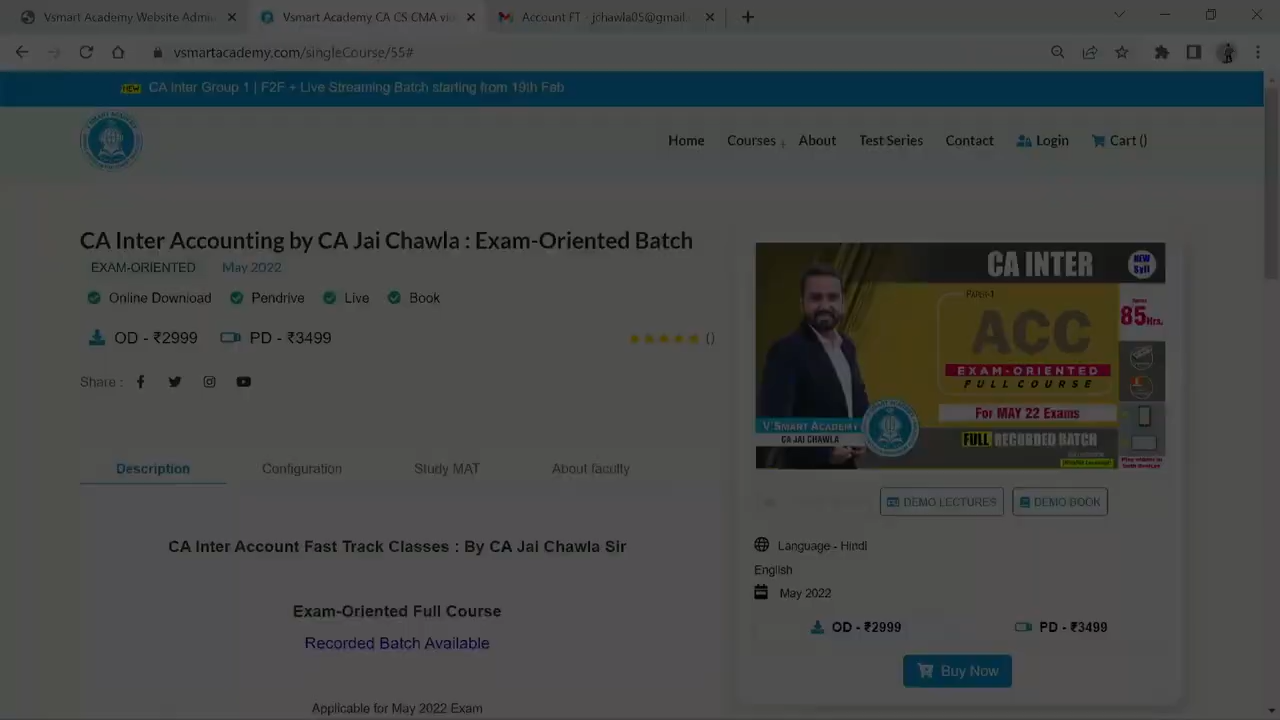 Vsmart Academy Website Admi
Vsmart Academy CA CS CMA vi
Account FT - jchawla05@gmail.
vsmartacademy.com/singleCourse/55#
NEW CA Inter Group 1 | F2F + Live Streaming Batch starting from 19th Feb
Home Courses + About Test Series Contact Login Cart ()
CA Inter Accounting by CA Jai Chawla : Exam-Oriented Batch
EXAM-ORIENTED May 2022
Online Download Pendrive Live Book
OD - ₹2999 PD - ₹3499 ()
Share :
Description Configuration Study MAT About faculty
CA Inter Account Fast Track Classes : By CA Jai Chawla Sir
Exam-Oriented Full Course
Recorded Batch Available
Applicable for May 2022 Exam
CA INTER
NEW
Syll
PAPER-1
ACC
85 Hrs.
EXAM-ORIENTED
FULL COURSE
For MAY 22 Exams
V SMART ACADEMY
CA JAI CHAWLA
FULL RECORDED BATCH
DEMO LECTURES DEMO BOOK
Language - Hindi
English
May 2022
OD - ₹2999 PD - ₹3499
Buy Now